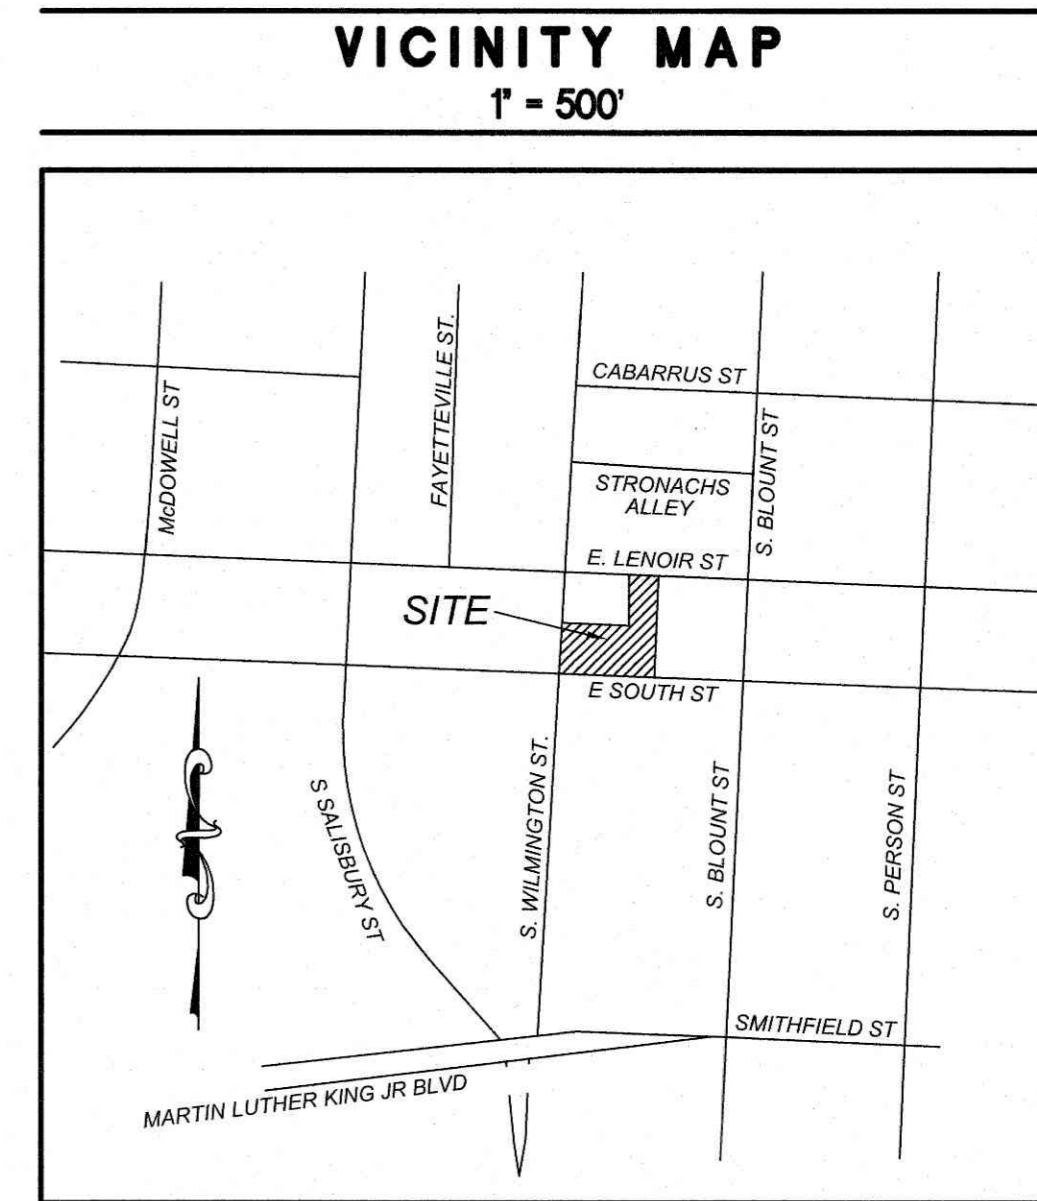 VICINITY MAP
1" = 500'
FAYETTEVILLE ST.
CABARRUS ST
McDOWELL ST
S. BLOUNT ST
STRONACHS
ALLEY
E. LENOIR ST
SITE
E SOUTH ST
S SALISBURY ST
S. WILMINGTON ST.
S. BLOUNT ST
S. PERSON ST
SMITHFIELD ST
MARTIN LUTHER KING JR BLVD